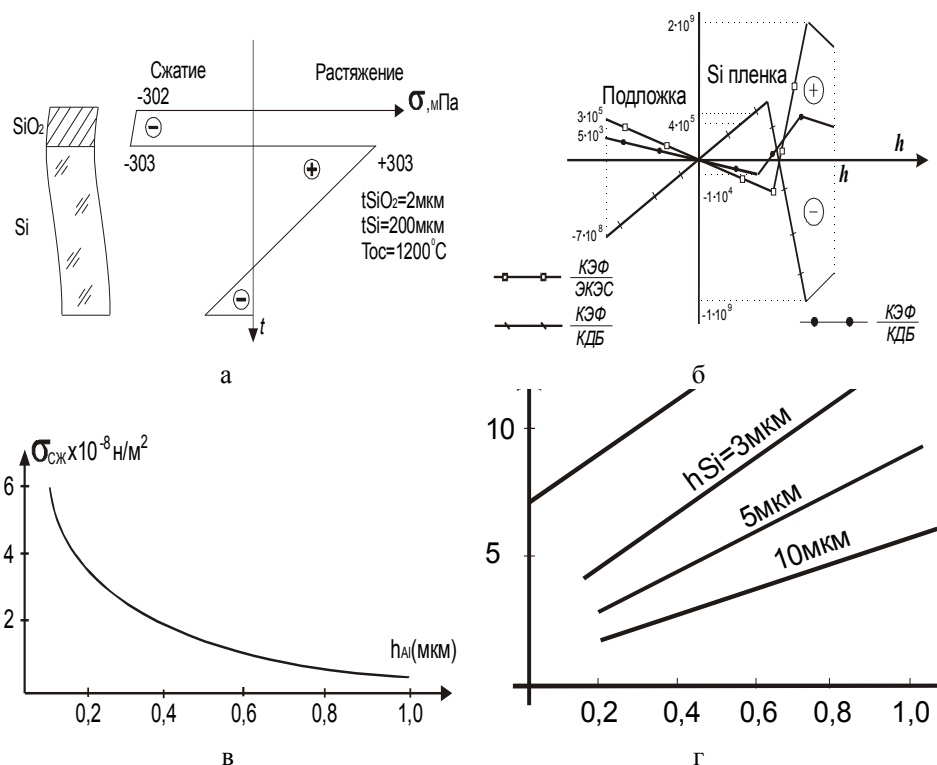 Сжатие
Растяжение
-302
σ,мПа
SiO₂
-303
+303
Si
tSiO₂=2мкм
tSi=200мкм
Toc=1200°C
t
а
2·10⁹
Si пленка
Подложка
3·10⁵
5·10³
4·10⁵
h
h
-1·10⁴
-7·10⁸
КЭФ
ЭКЭС
КЭФ
КДБ
-1·10⁹
КЭФ
КДБ
б
σсж x10⁻⁸ н/м²
6
4
2
hAl(мкм)
0,2 0,4 0,6 0,8 1,0
в
10
hSi=3мкм
5мкм
5
10мкм
0,2 0,4 0,6 0,8 1,0
г